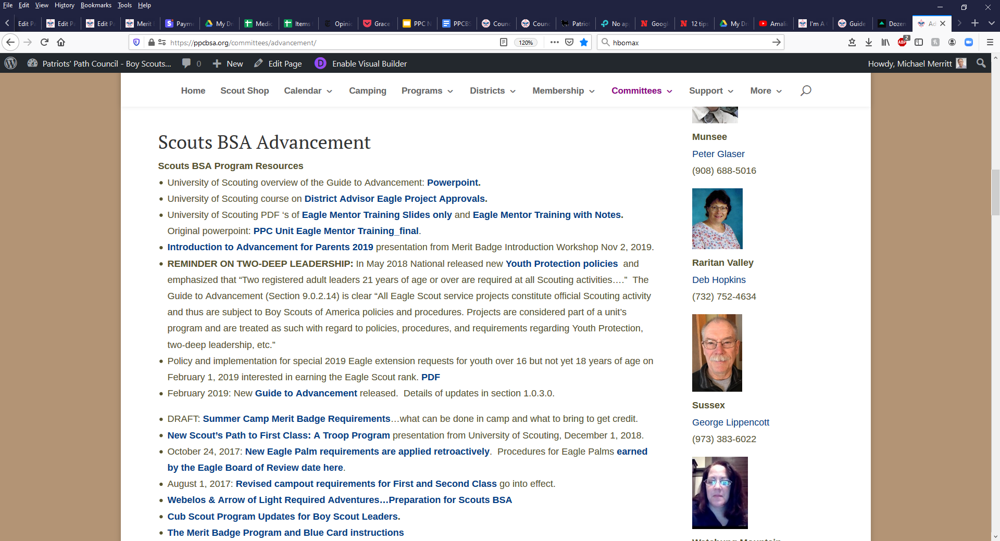 File Edit View History Bookmarks Tools Help
Edit Pa Edit Pa Edit Pa Merit Payme My Dri Medic Items Opinio Grace PPC N PPCBS Counc Counc Patriot No ap Googl 12 tips My Dri Amali I'm A Guide Dozen Ad
https://ppcbsa.org/committees/advancement/ 120% hbomax ABP 2
Patriots' Path Council - Boy Scouts... 0 New Edit Page D Enable Visual Builder Howdy, Michael Merritt
Home Scout Shop Calendar Camping Programs Districts Membership Committees Support More
Scouts BSA Advancement
Scouts BSA Program Resources
University of Scouting overview of the Guide to Advancement: Powerpoint.
University of Scouting course on District Advisor Eagle Project Approvals.
University of Scouting PDF ‘s of Eagle Mentor Training Slides only and Eagle Mentor Training with Notes.
Original powerpoint: PPC Unit Eagle Mentor Training_final.
Introduction to Advancement for Parents 2019 presentation from Merit Badge Introduction Workshop Nov 2, 2019.
REMINDER ON TWO-DEEP LEADERSHIP: In May 2018 National released new Youth Protection policies and
emphasized that “Two registered adult leaders 21 years of age or over are required at all Scouting activities….” The
Guide to Advancement (Section 9.0.2.14) is clear “All Eagle Scout service projects constitute official Scouting activity
and thus are subject to Boy Scouts of America policies and procedures. Projects are considered part of a unit’s
program and are treated as such with regard to policies, procedures, and requirements regarding Youth Protection,
two-deep leadership, etc.”
Policy and implementation for special 2019 Eagle extension requests for youth over 16 but not yet 18 years of age on
February 1, 2019 interested in earning the Eagle Scout rank. PDF
February 2019: New Guide to Advancement released. Details of updates in section 1.0.3.0.
DRAFT: Summer Camp Merit Badge Requirements…what can be done in camp and what to bring to get credit.
New Scout’s Path to First Class: A Troop Program presentation from University of Scouting, December 1, 2018.
October 24, 2017: New Eagle Palm requirements are applied retroactively. Procedures for Eagle Palms earned
by the Eagle Board of Review date here.
August 1, 2017: Revised campout requirements for First and Second Class go into effect.
Webelos & Arrow of Light Required Adventures…Preparation for Scouts BSA
Cub Scout Program Updates for Boy Scout Leaders.
The Merit Badge Program and Blue Card instructions
Munsee
Peter Glaser
(908) 688-5016
Raritan Valley
Deb Hopkins
(732) 752-4634
Sussex
George Lippencott
(973) 383-6022
Watchung Mountain